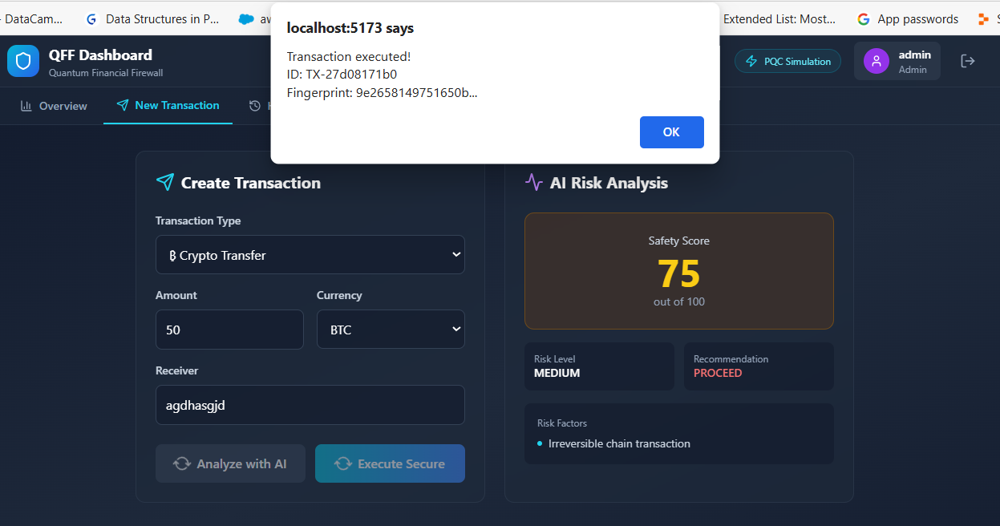 DataCam...
Data Structures in P...
aw
Extended List: Most...
App passwords
S
localhost:5173 says
Transaction executed!
ID: TX-27d08171b0
Fingerprint: 9e2658149751650b...
OK
QFF Dashboard
Quantum Financial Firewall
PQC Simulation
admin
Admin
Overview
New Transaction
Create Transaction
Transaction Type
₿ Crypto Transfer
Amount
Currency
50
BTC
Receiver
agdhasgjd
Analyze with AI
Execute Secure
AI Risk Analysis
Safety Score
75
out of 100
Risk Level
MEDIUM
Recommendation
PROCEED
Risk Factors
Irreversible chain transaction